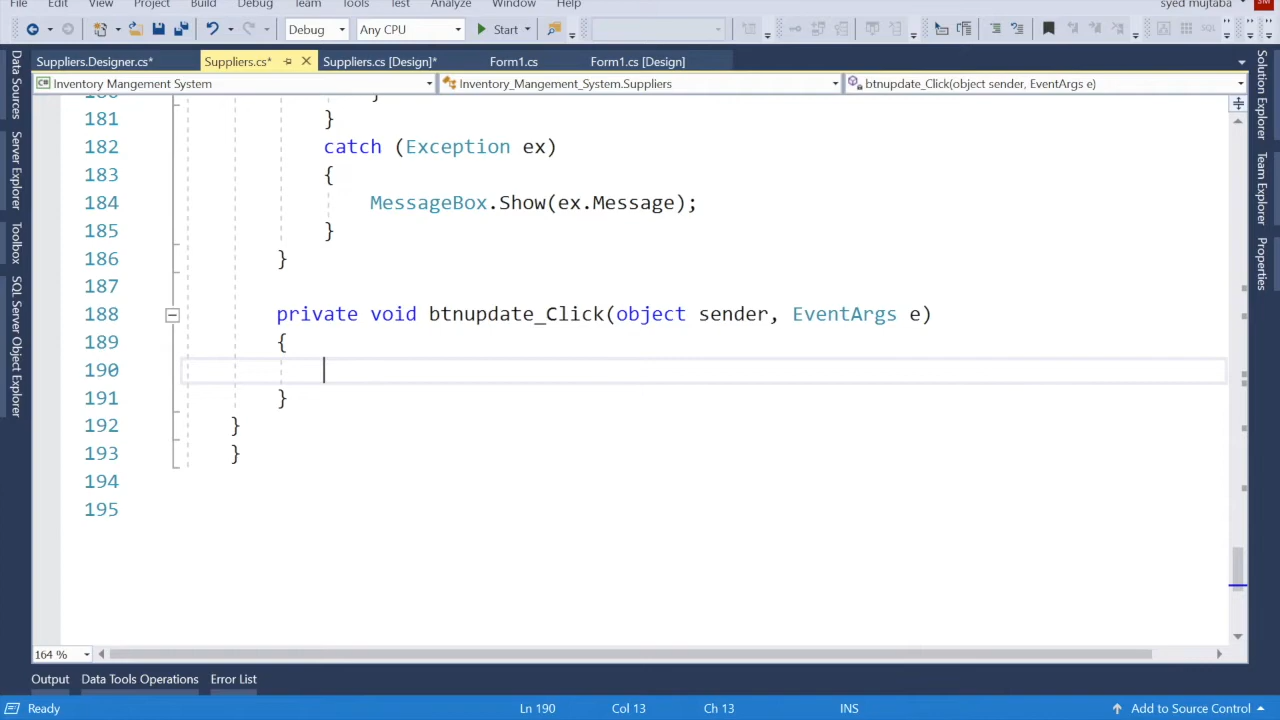 File Edit View Project Build Debug Team Tools Test Analyze Window Help syed mujtaba SM
Debug Any CPU Start
Suppliers.Designer.cs* Suppliers.cs* Suppliers.cs [Design]* Form1.cs Form1.cs [Design]
Inventory Mangement System Inventory_Mangement_System.Suppliers btnupdate_Click(object sender, EventArgs e)
181 }
182 catch (Exception ex)
183 {
184 MessageBox.Show(ex.Message);
185 }
186 }
187
188 private void btnupdate_Click(object sender, EventArgs e)
189 {
190
191 }
192 }
193 }
194
195
Data Sources
Server Explorer
Toolbox
SQL Server Object Explorer
Solution Explorer
Team Explorer
Properties
164 %
Output Data Tools Operations Error List
Ready Ln 190 Col 13 Ch 13 INS Add to Source Control